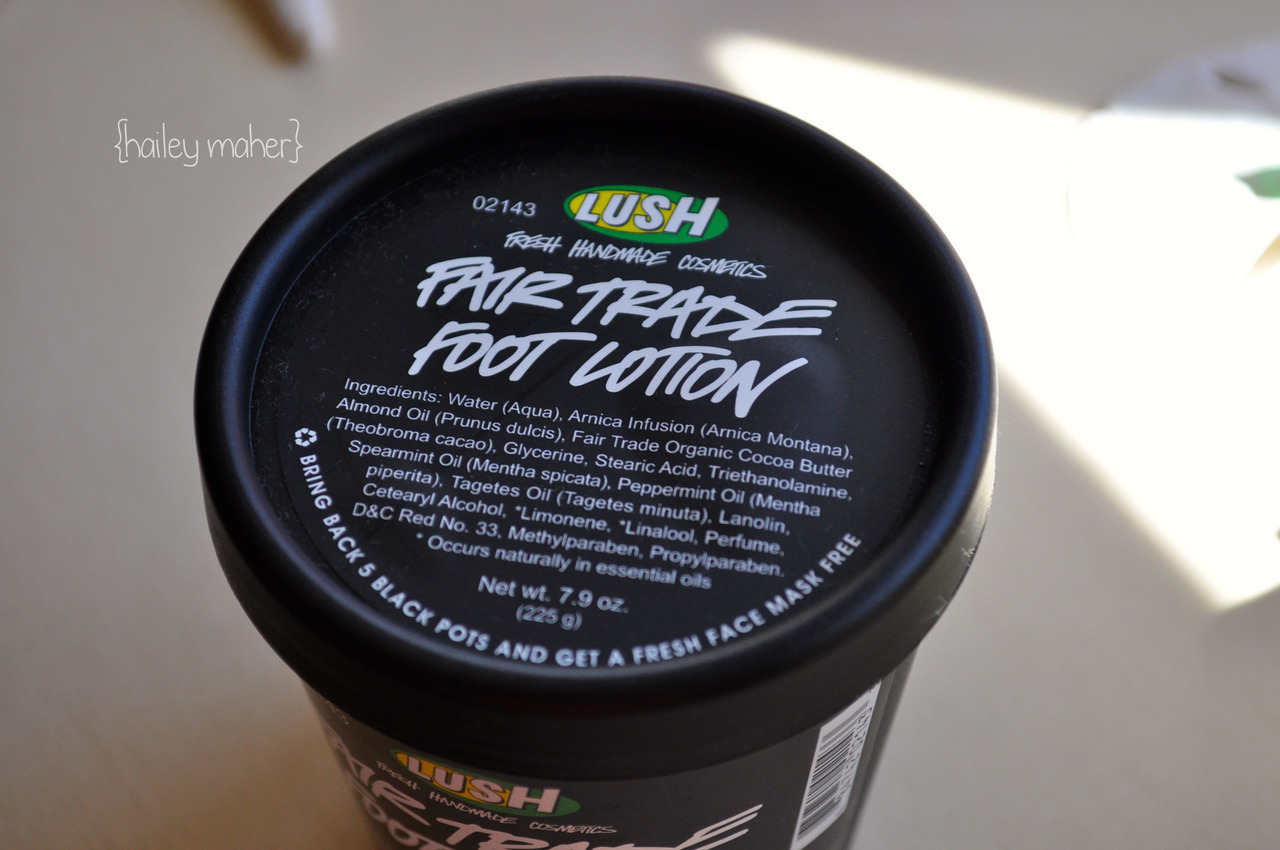 {hailey maher}
02143
LUSH
FRESH HANDMADE COSMETICS
FAIR TRADE
FOOT LOTION
Ingredients: Water (Aqua), Arnica Infusion (Arnica Montana),
Almond Oil (Prunus dulcis), Fair Trade Organic Cocoa Butter
(Theobroma cacao), Glycerine, Stearic Acid, Triethanolamine,
Spearmint Oil (Mentha spicata), Peppermint Oil (Mentha
piperita), Tagetes Oil (Tagetes minuta), Lanolin,
Cetearyl Alcohol, *Limonene, *Linalool, Perfume,
D&C Red No. 33, Methylparaben, Propylparaben.
* Occurs naturally in essential oils
Net wt. 7.9 oz.
(225 g)
BRING BACK 5 BLACK POTS AND GET A FRESH FACE MASK FREE
LUSH
FRESH HANDMADE COSMETICS
FAIR TRADE